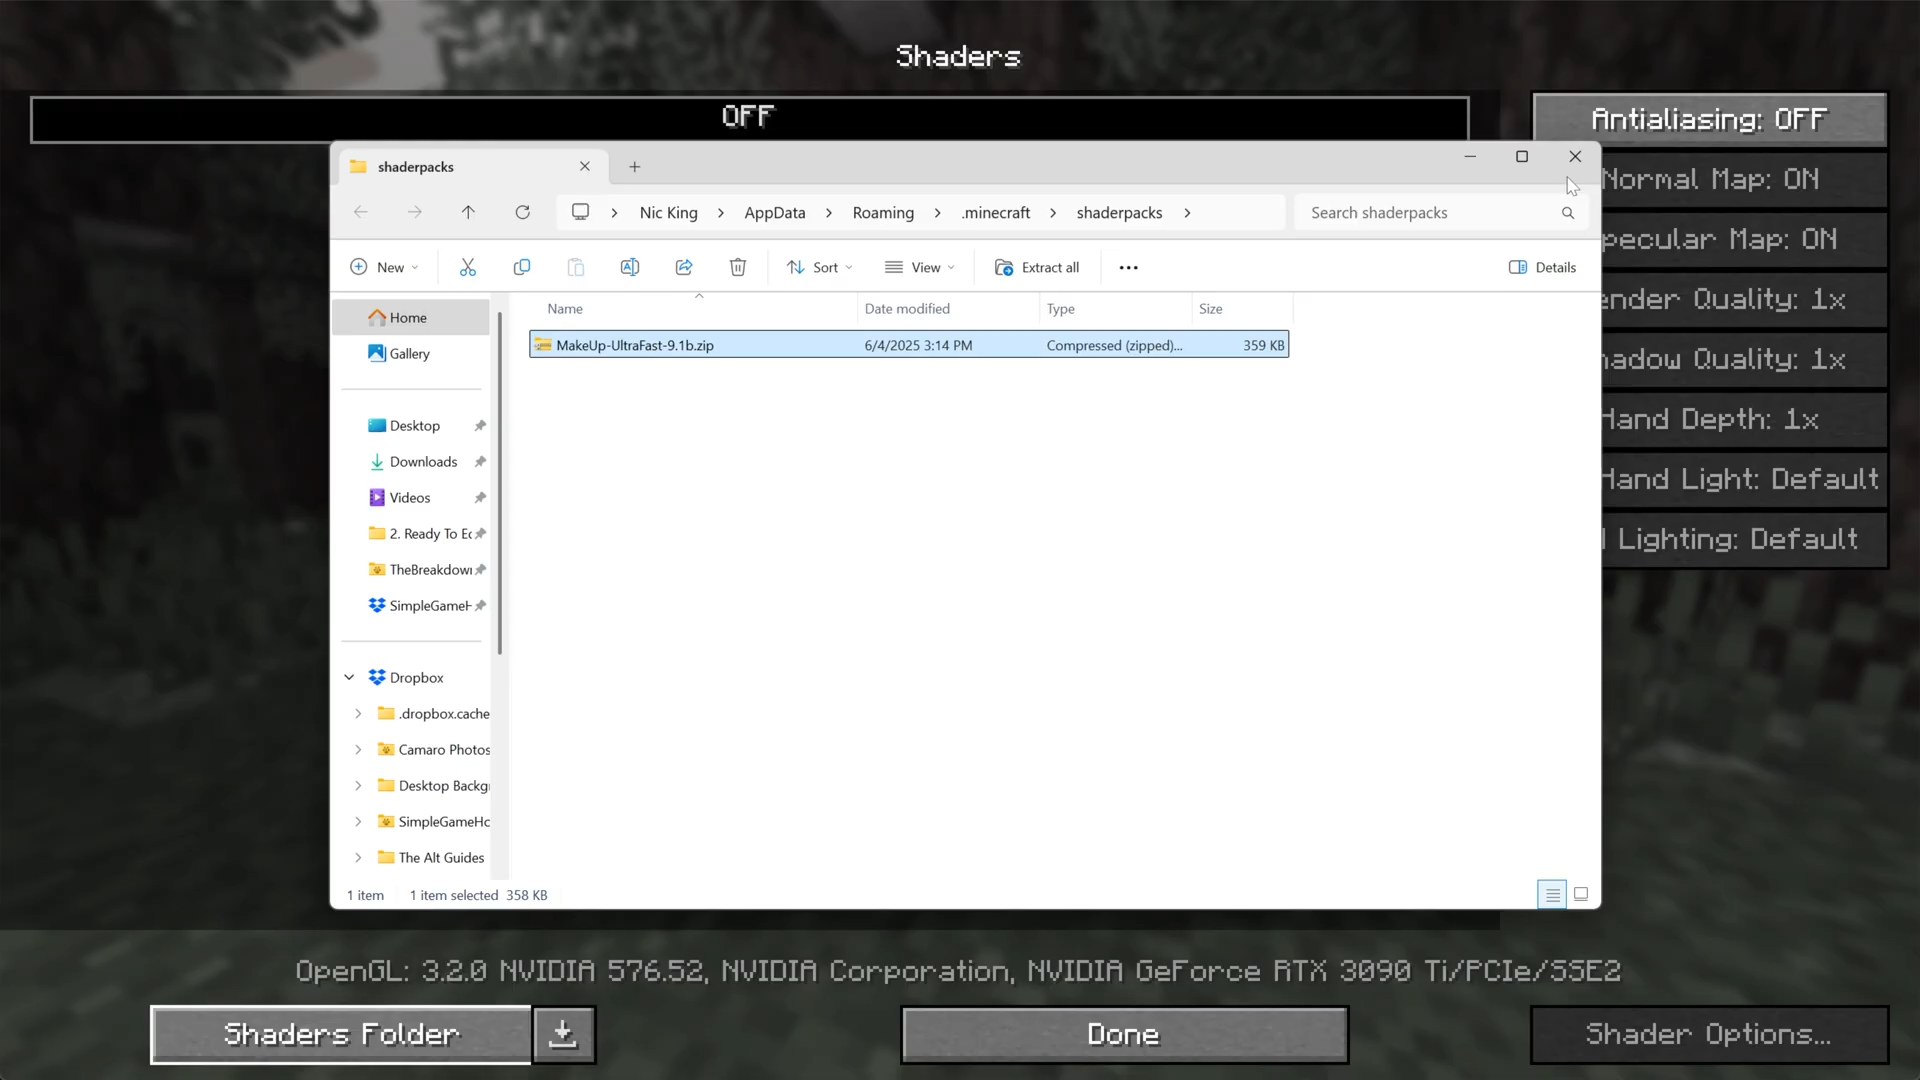 Shaders
OFF
Antialiasing: OFF
Normal Map: ON
pecular Map: ON
ender Quality: 1x
adow Quality: 1x
Hand Depth: 1x
Hand Light: Default
Lighting: Default
shaderpacks
Nic King > AppData > Roaming > .minecraft > shaderpacks >
Search shaderpacks
New
Sort
View
Extract all
Details
Name
Date modified
Type
Size
MakeUp-UltraFast-9.1b.zip
6/4/2025 3:14 PM
Compressed (zipped)...
359 KB
Home
Gallery
Desktop
Downloads
Videos
2. Ready To Ec
TheBreakdow
SimpleGameH
Dropbox
.dropbox.cache
Camaro Photos
Desktop Backg
SimpleGameHo
The Alt Guides
1 item
1 item selected 358 KB
OpenGL: 3.2.0 NVIDIA 576.52, NVIDIA Corporation, NVIDIA GeForce RTX 3090 Ti/PCIe/SSE2
Shaders Folder
Done
Shader Options...